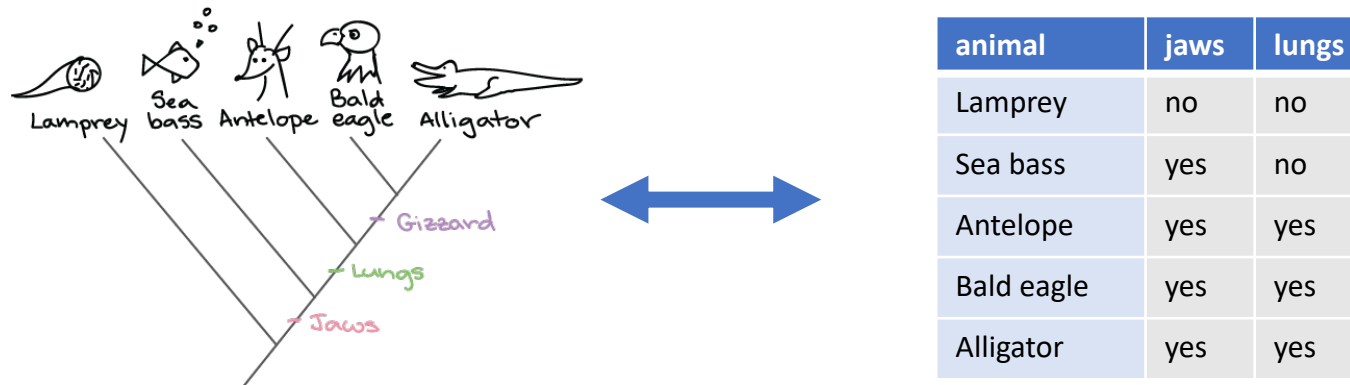 Lamprey
Sea bass
Antelope
Bald eagle
Alligator
Gizzard
Lungs
Jaws
animal jaws lungs
Lamprey no no
Sea bass yes no
Antelope yes yes
Bald eagle yes yes
Alligator yes yes